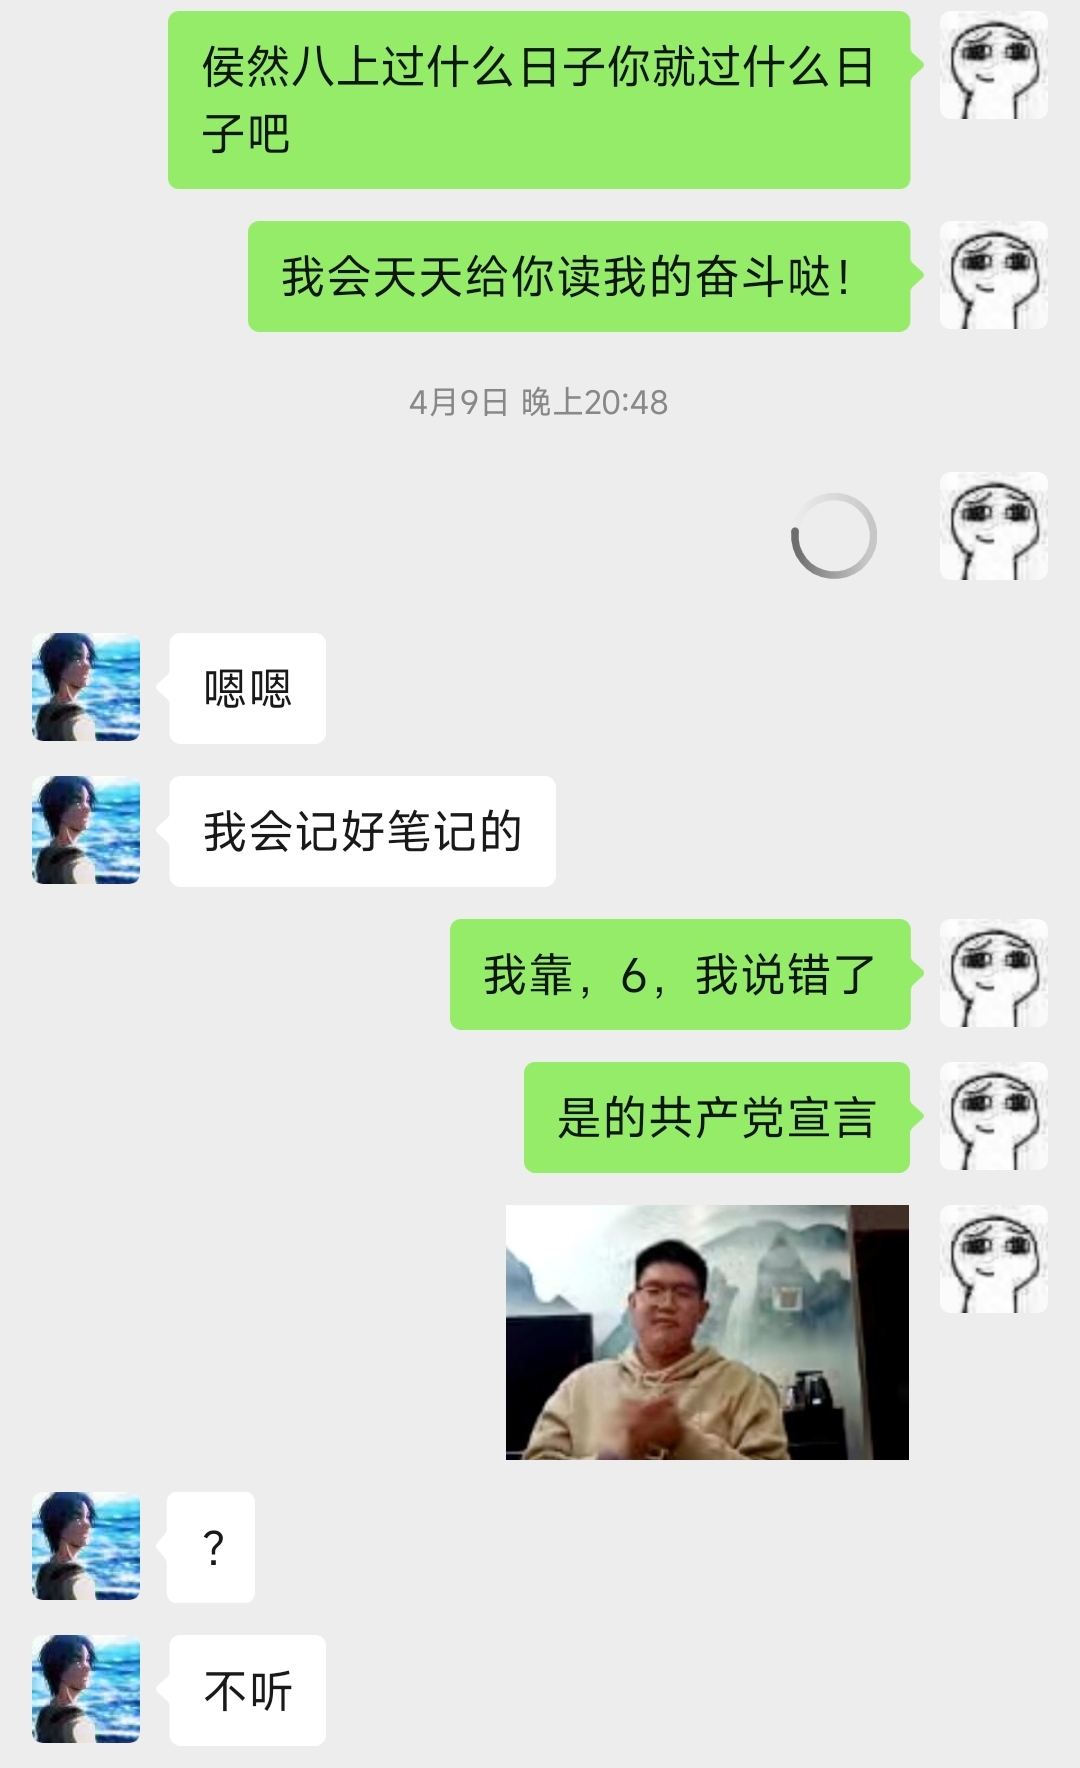 侯然八上过什么日子你就过什么日
子吧
我会天天给你读我的奋斗哒！
4月9日 晚上20:48
嗯嗯
我会记好笔记的
我靠，6，我说错了
是的共产党宣言
？
不听